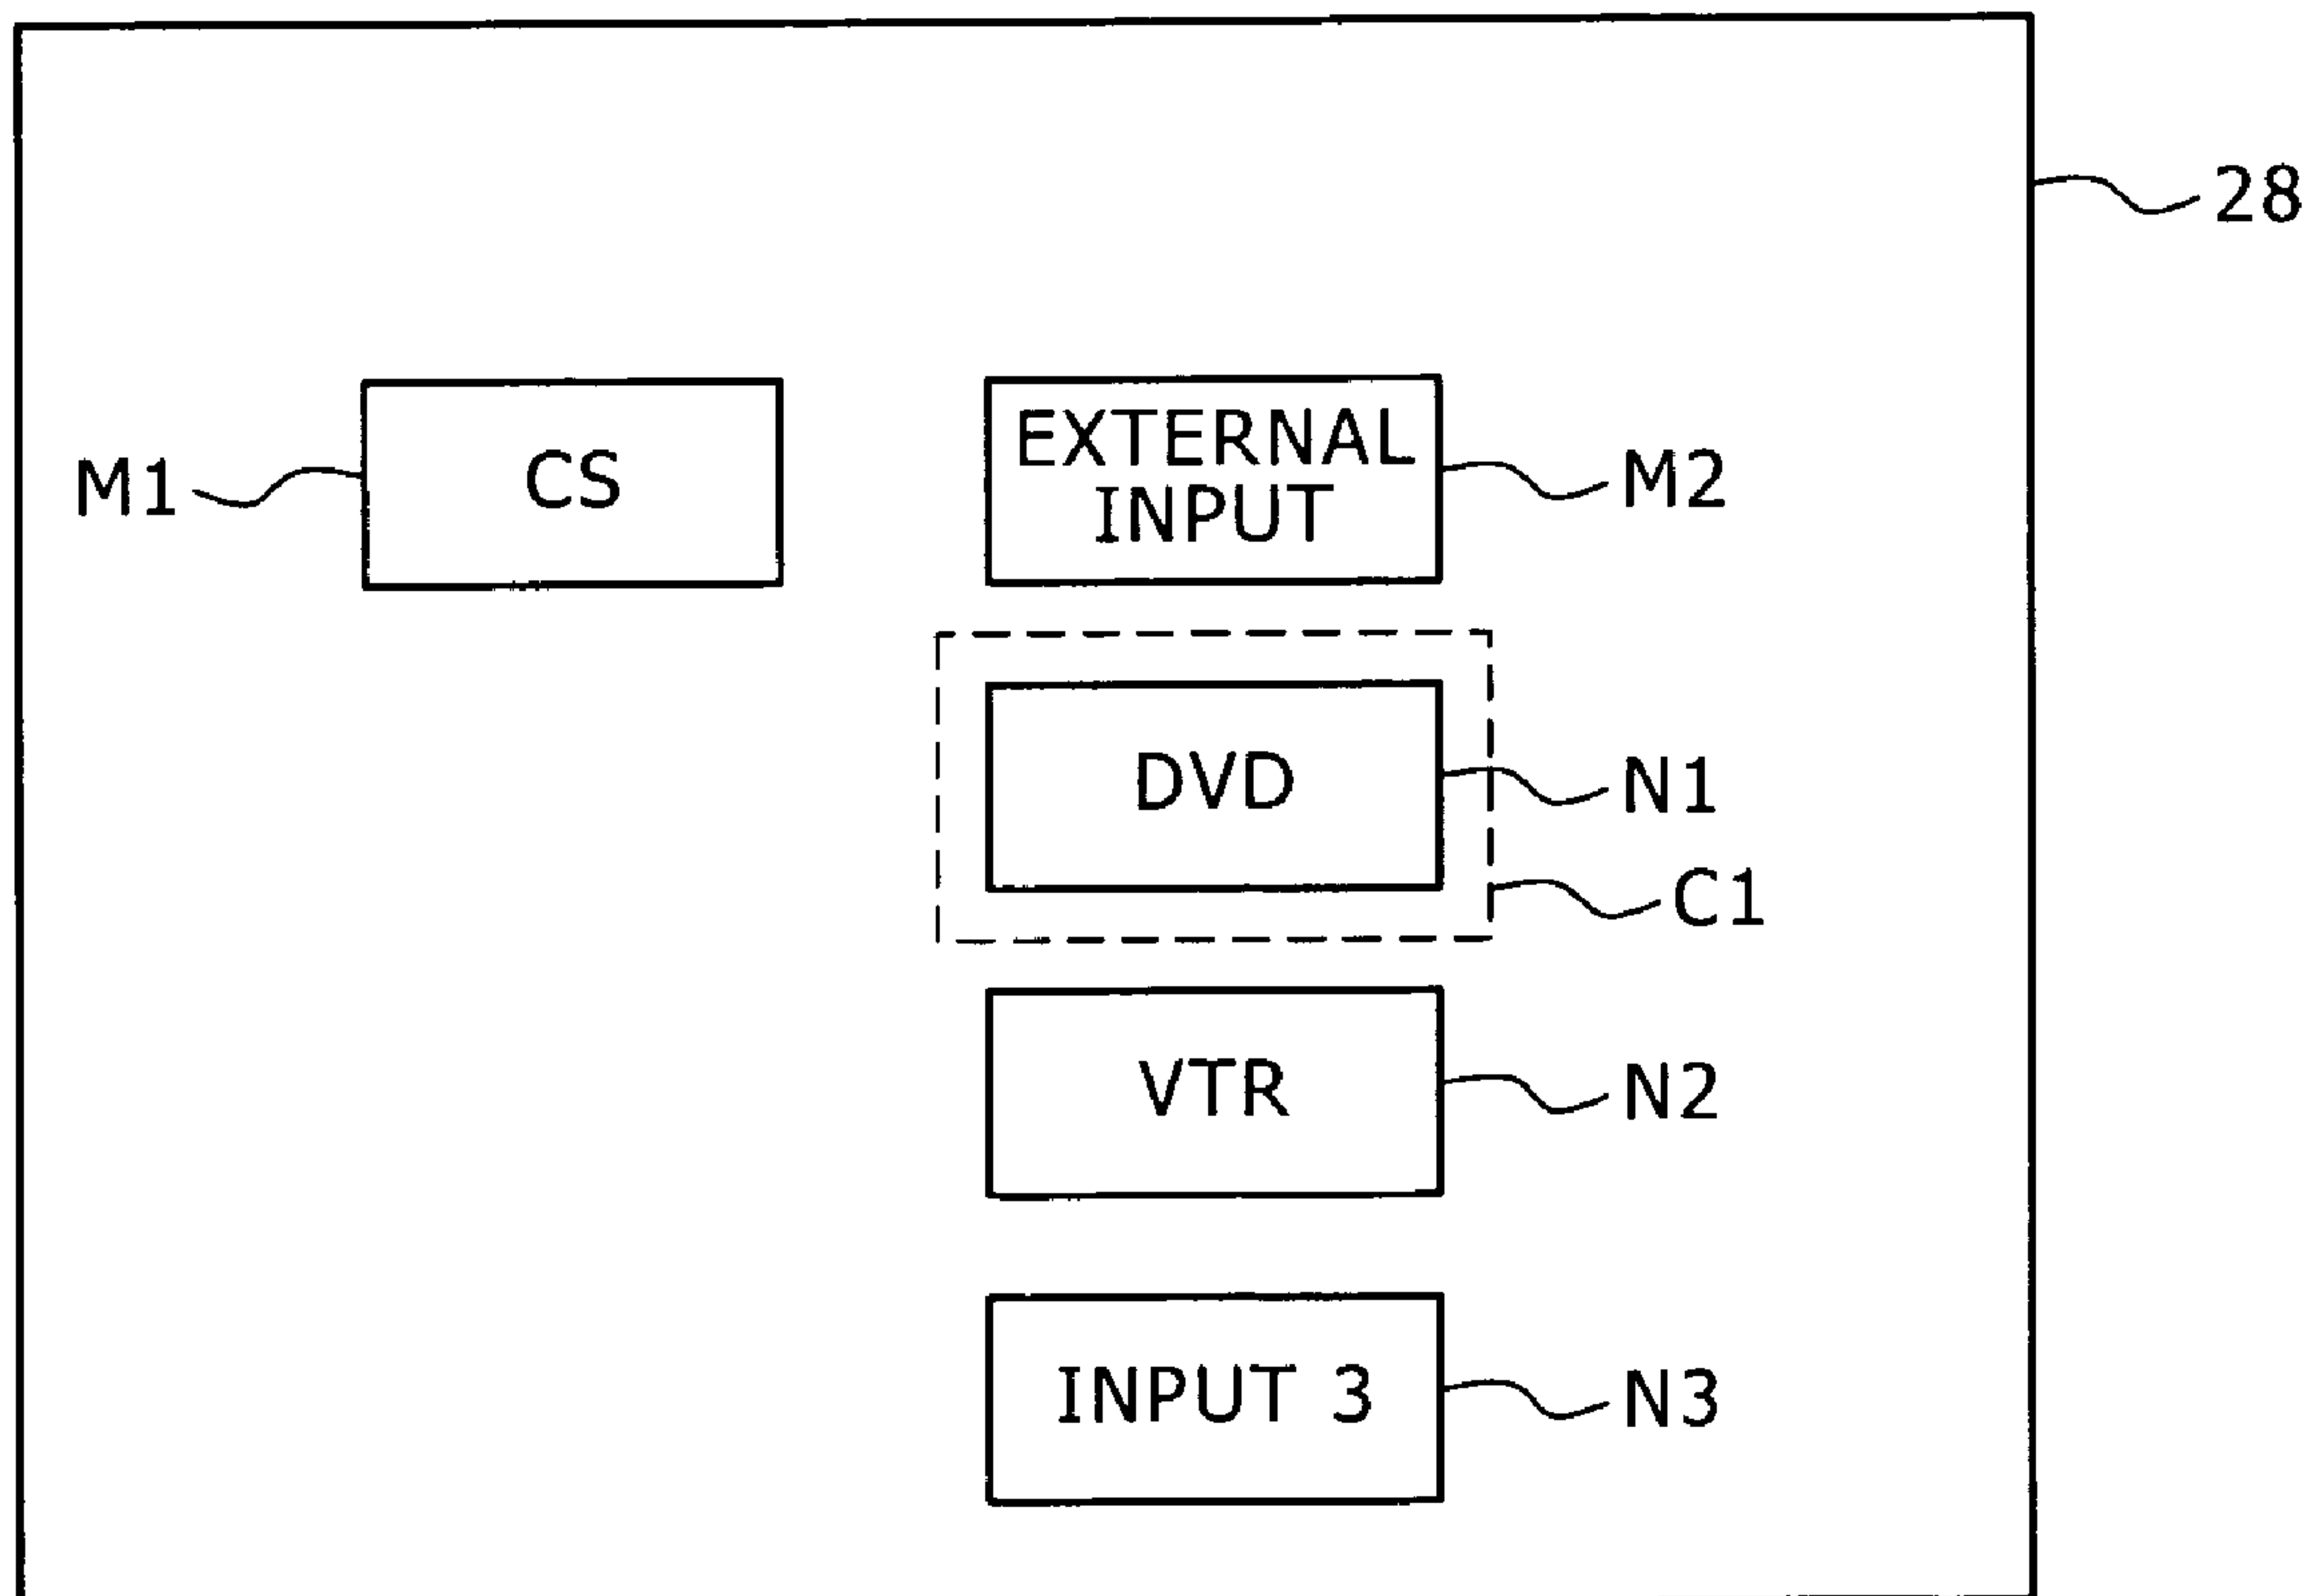 28
M1
CS
EXTERNAL
INPUT
M2
DVD
N1
C1
VTR
N2
INPUT 3
N3